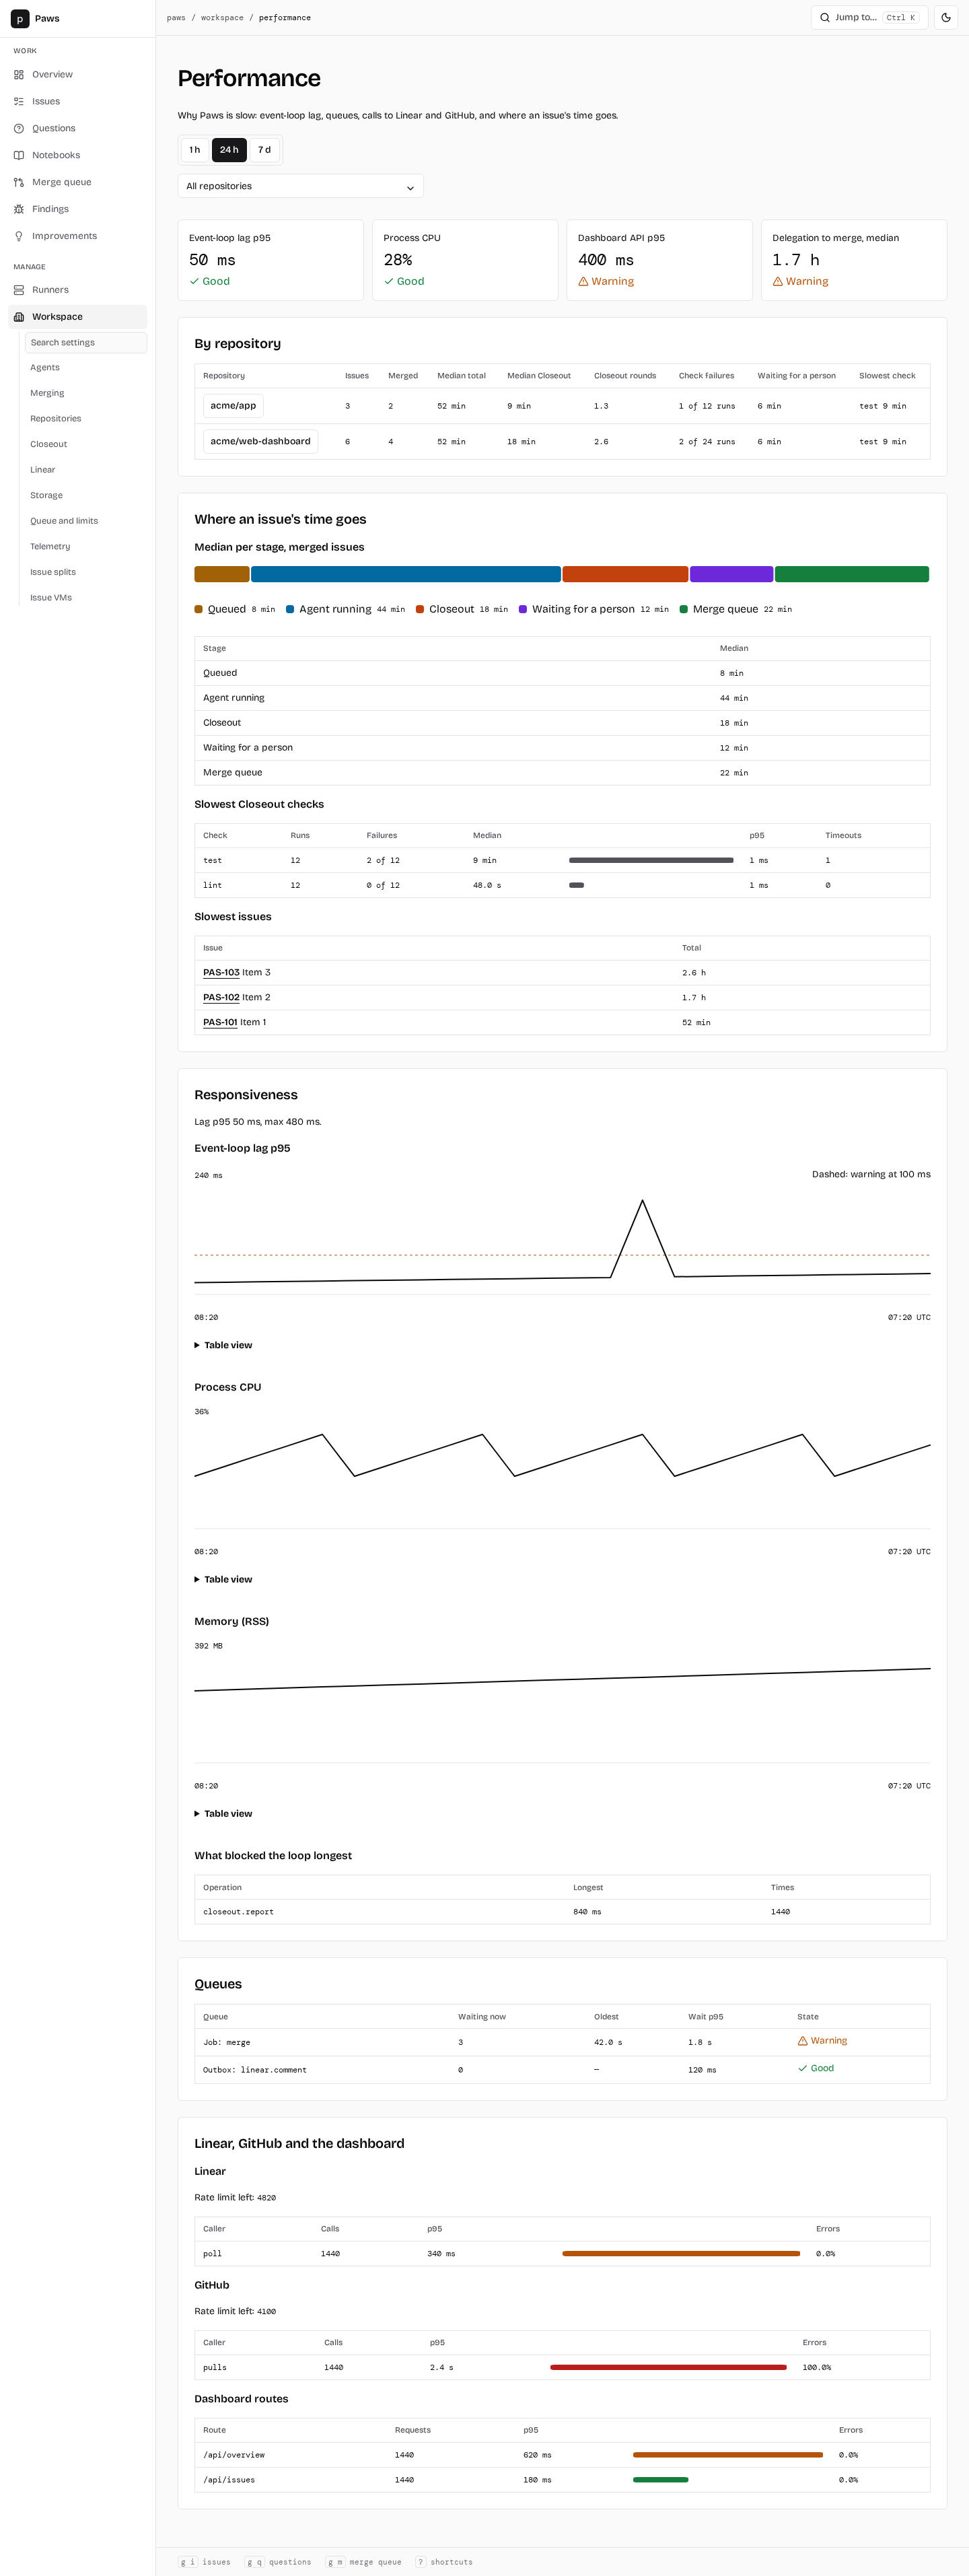 p Paws
paws / workspace / performance
Jump to... Ctrl K
WORK
Overview
Issues
Questions
Notebooks
Merge queue
Findings
Improvements
MANAGE
Runners
Workspace
Search settings
Agents
Merging
Repositories
Closeout
Linear
Storage
Queue and limits
Telemetry
Issue splits
Issue VMs
Performance
Why Paws is slow: event-loop lag, queues, calls to Linear and GitHub, and where an issue's time goes.
1 h 24 h 7 d
All repositories
Event-loop lag p95
50 ms
Good
Process CPU
28%
Good
Dashboard API p95
400 ms
Warning
Delegation to merge, median
1.7 h
Warning
By repository
Repository Issues Merged Median total Median Closeout Closeout rounds Check failures Waiting for a person Slowest check
acme/app 3 2 52 min 9 min 1.3 1 of 12 runs 6 min test 9 min
acme/web-dashboard 6 4 52 min 18 min 2.6 2 of 24 runs 6 min test 9 min
Where an issue's time goes
Median per stage, merged issues
Queued 8 min Agent running 44 min Closeout 18 min Waiting for a person 12 min Merge queue 22 min
Stage Median
Queued 8 min
Agent running 44 min
Closeout 18 min
Waiting for a person 12 min
Merge queue 22 min
Slowest Closeout checks
Check Runs Failures Median p95 Timeouts
test 12 2 of 12 9 min 1 ms 1
lint 12 0 of 12 48.0 s 1 ms 0
Slowest issues
Issue Total
PAS-103 Item 3 2.6 h
PAS-102 Item 2 1.7 h
PAS-101 Item 1 52 min
Responsiveness
Lag p95 50 ms, max 480 ms.
Event-loop lag p95
240 ms Dashed: warning at 100 ms
08:20 07:20 UTC
Table view
Process CPU
36%
08:20 07:20 UTC
Table view
Memory (RSS)
392 MB
08:20 07:20 UTC
Table view
What blocked the loop longest
Operation Longest Times
closeout.report 840 ms 1440
Queues
Queue Waiting now Oldest Wait p95 State
Job: merge 3 42.0 s 1.8 s Warning
Outbox: linear.comment 0 — 120 ms Good
Linear, GitHub and the dashboard
Linear
Rate limit left: 4820
Caller Calls p95 Errors
poll 1440 340 ms 0.0%
GitHub
Rate limit left: 4100
Caller Calls p95 Errors
pulls 1440 2.4 s 100.0%
Dashboard routes
Route Requests p95 Errors
/api/overview 1440 620 ms 0.0%
/api/issues 1440 180 ms 0.0%
g i issues g q questions g m merge queue ? shortcuts